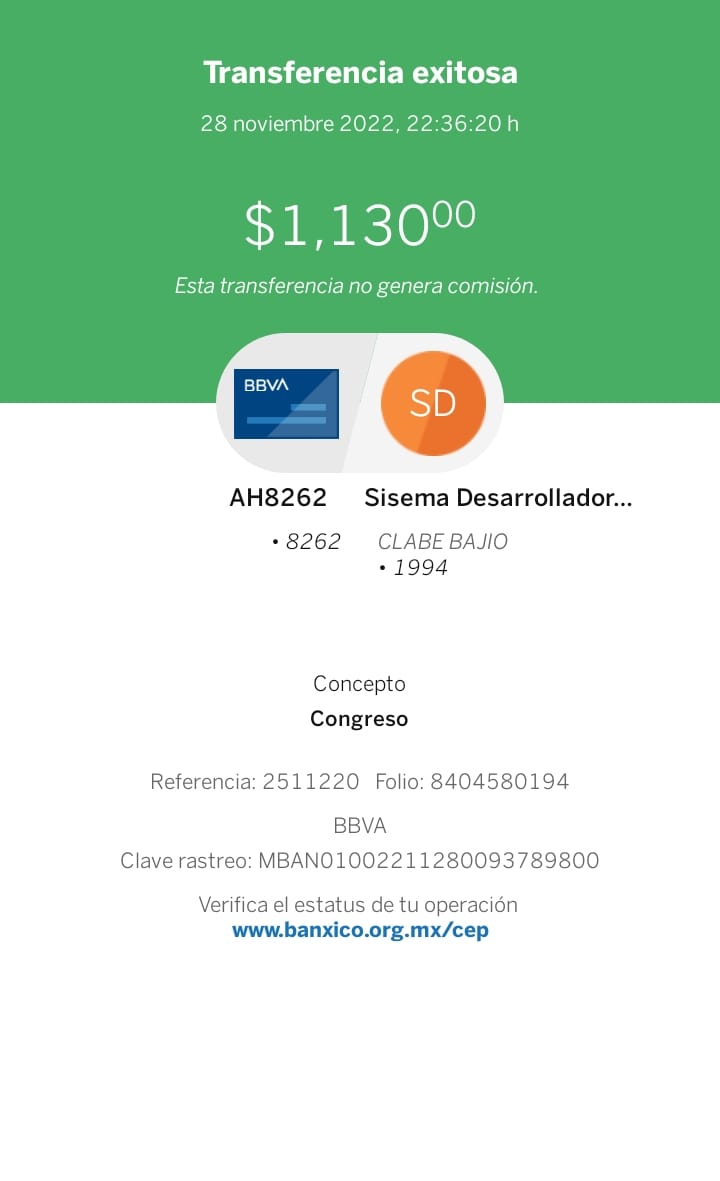 Transferencia exitosa
28 noviembre 2022, 22:36:20 h
$1,130⁰⁰
Esta transferencia no genera comisión.
BBVA
SD
AH8262
• 8262
Sisema Desarrollador...
CLABE BAJIO
• 1994
Concepto
Congreso
Referencia: 2511220 Folio: 8404580194
BBVA
Clave rastreo: MBAN01002211280093789800
Verifica el estatus de tu operación
www.banxico.org.mx/cep